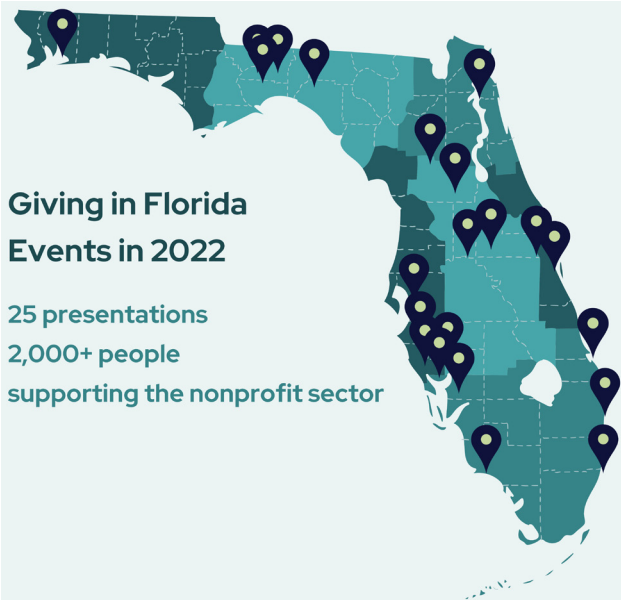 Giving in Florida
Events in 2022
25 presentations
2,000+ people
supporting the nonprofit sector